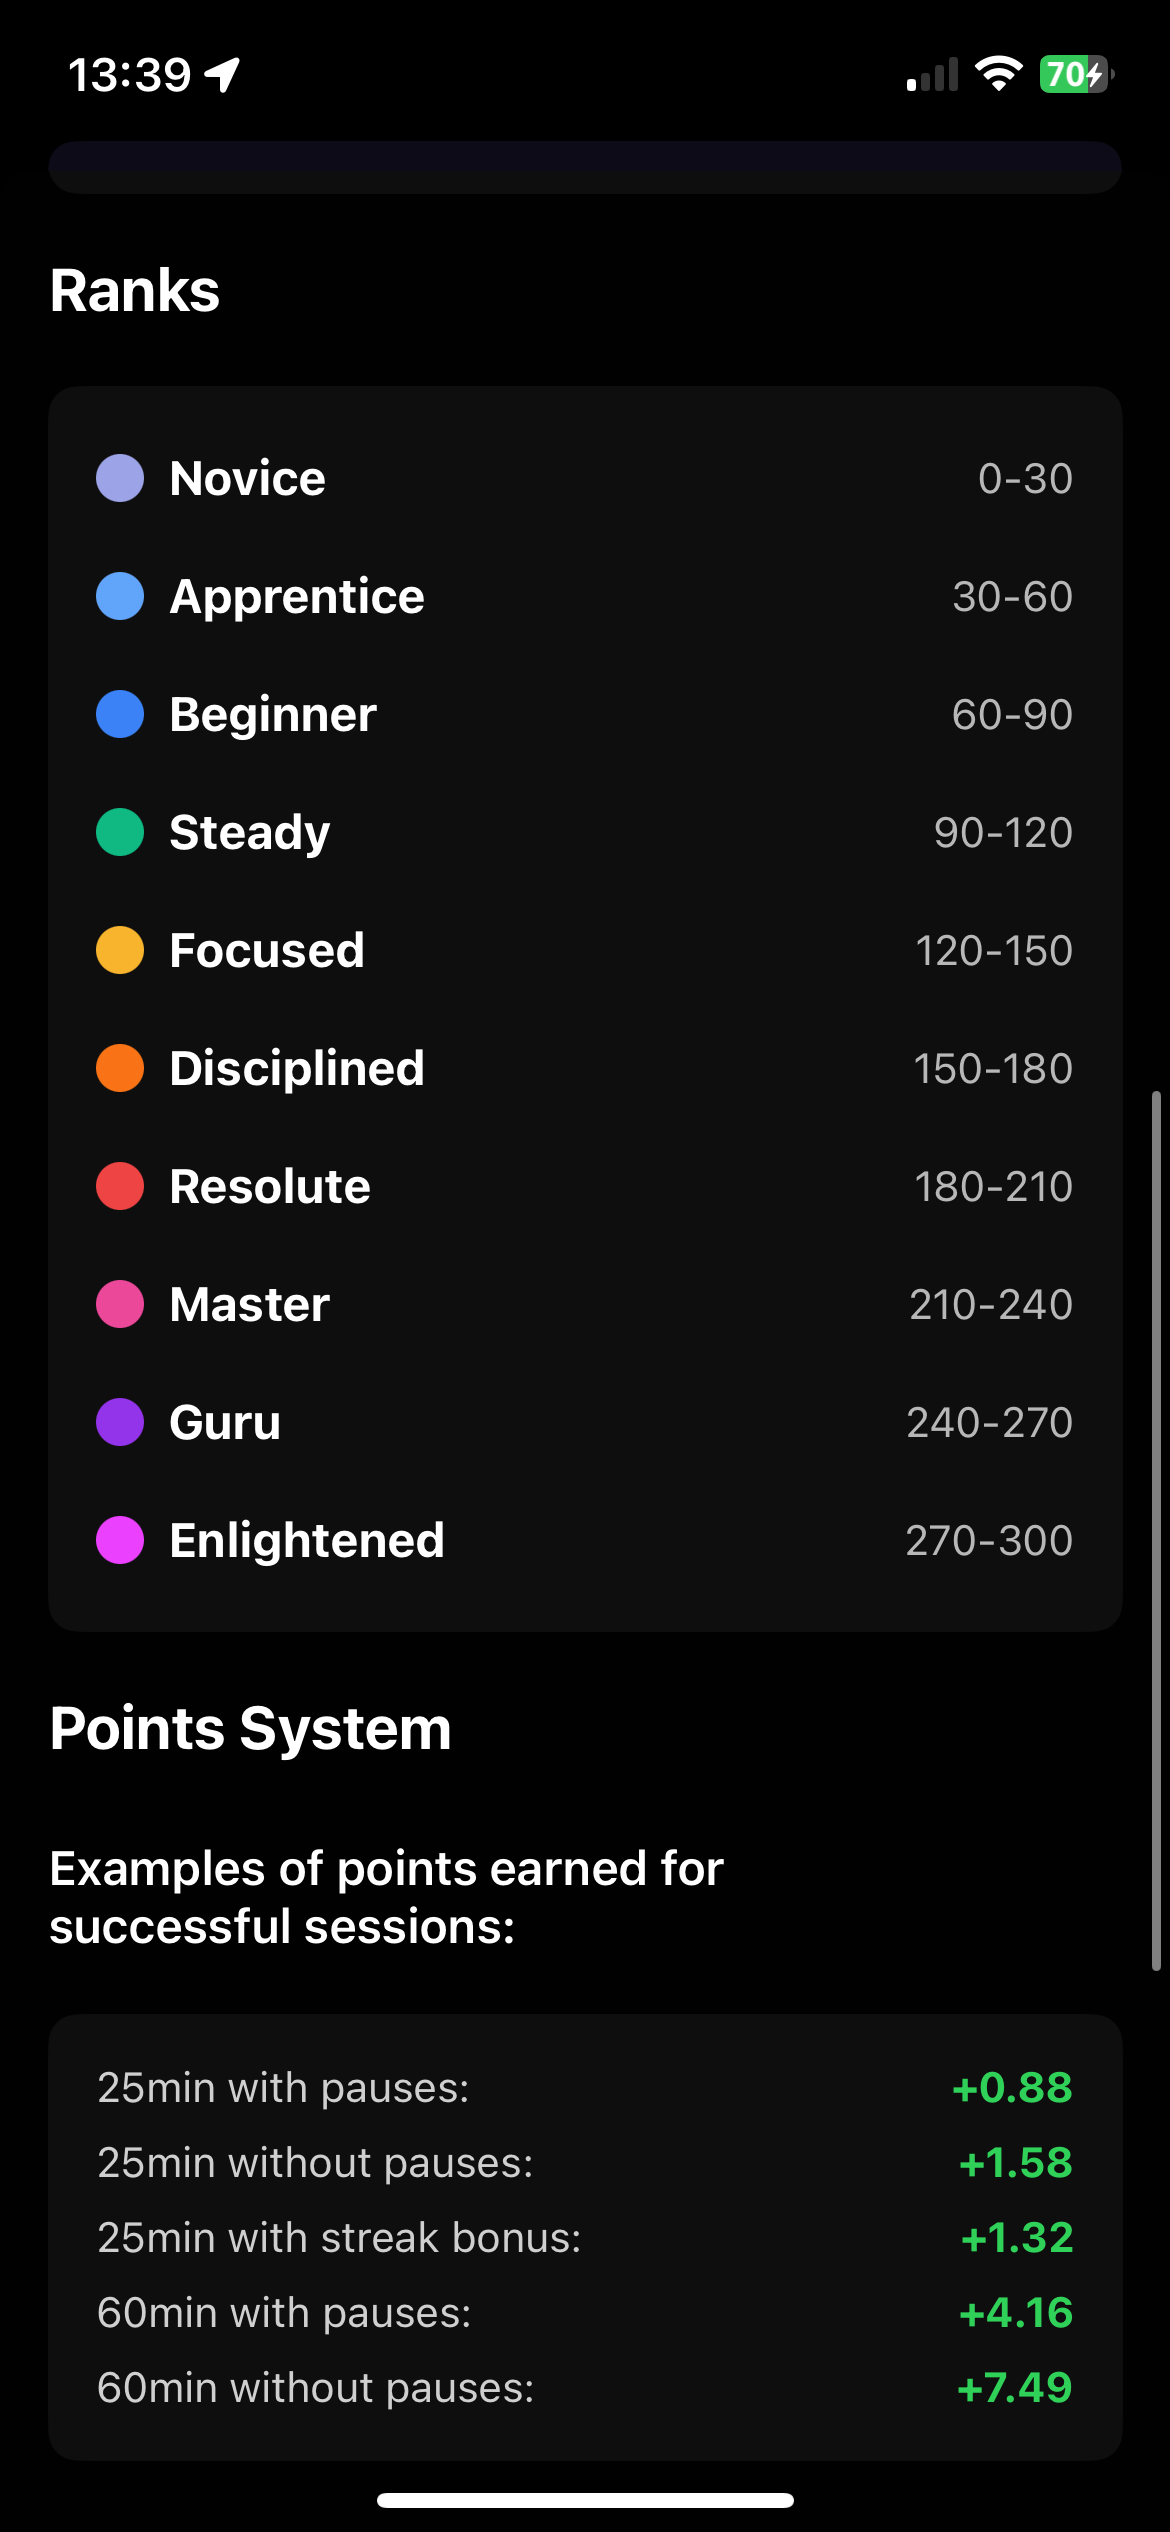 13:39
70
Ranks
Novice 0-30
Apprentice 30-60
Beginner 60-90
Steady 90-120
Focused 120-150
Disciplined 150-180
Resolute 180-210
Master 210-240
Guru 240-270
Enlightened 270-300
Points System
Examples of points earned for
successful sessions:
25min with pauses: +0.88
25min without pauses: +1.58
25min with streak bonus: +1.32
60min with pauses: +4.16
60min without pauses: +7.49